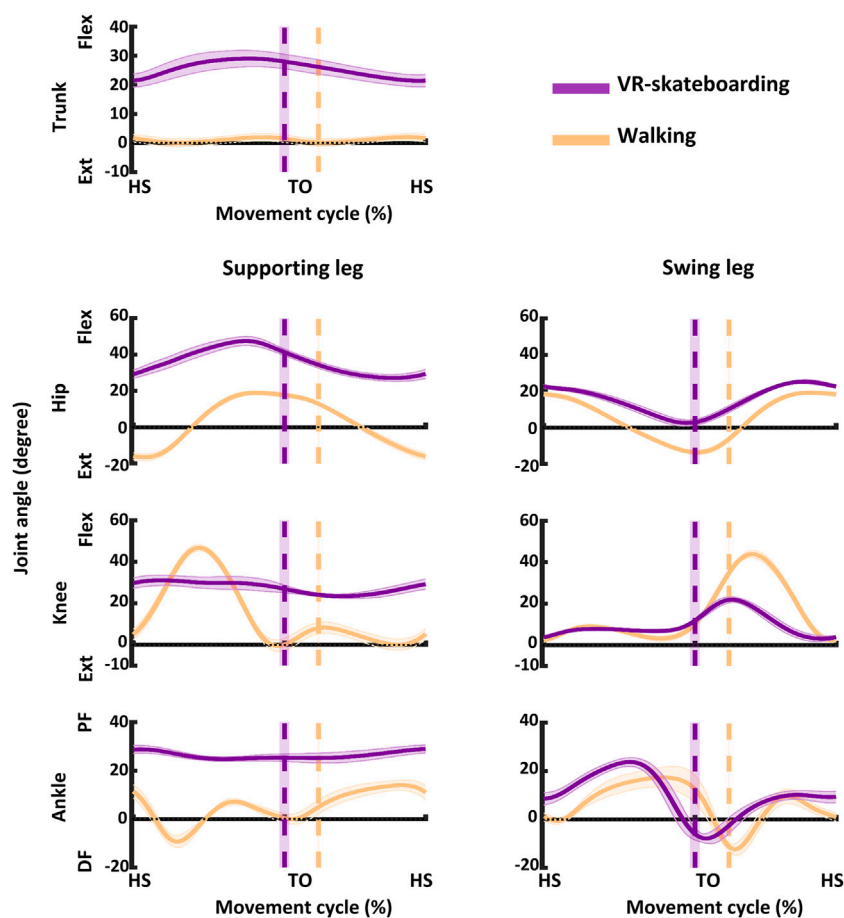 Flex
Trunk
Ext
40
30
20
10
0
-10
HS
TO
HS
Movement cycle (%)
VR-skateboarding
Walking
Supporting leg
Swing leg
Joint angle (degree)
Flex
Hip
Ext
60
40
20
0
-20
60
40
20
0
-20
Flex
Knee
Ext
60
40
20
0
-10
60
40
20
0
-10
PF
Ankle
DF
40
20
0
-20
40
20
0
-20
HS
TO
HS
Movement cycle (%)
HS
TO
HS
Movement cycle (%)